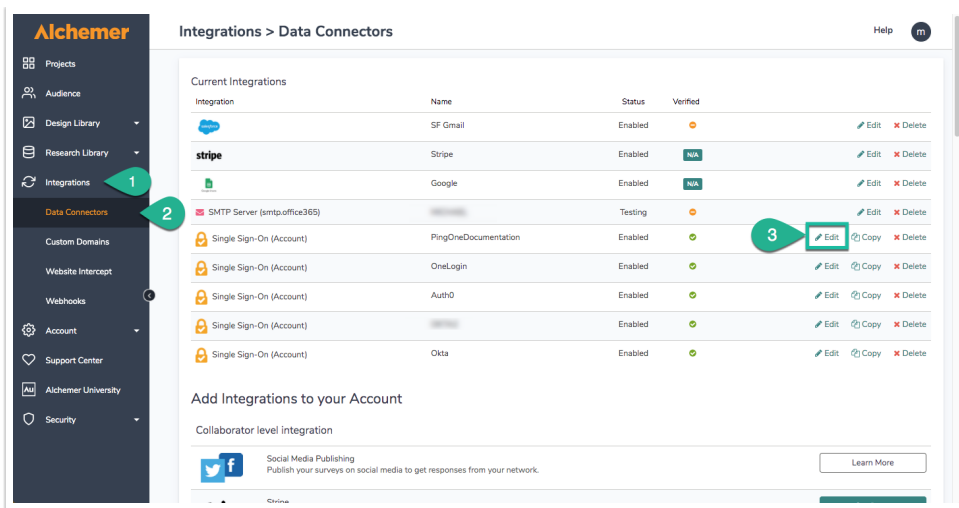 Alchemer
Integrations > Data Connectors
Help
m
Projects
Audience
Design Library
Research Library
Integrations
1
Data Connectors
2
Custom Domains
Website Intercept
Webhooks
Account
Support Center
AU Alchemer University
Security
Current Integrations
Integration Name Status Verified
SF Gmail Enabled Edit Delete
stripe Stripe Enabled N/A Edit Delete
Google Enabled N/A Edit Delete
SMTP Server (smtp.office365) Testing Edit Delete
Single Sign-On (Account) PingOneDocumentation Enabled 3 Edit Copy Delete
Single Sign-On (Account) OneLogin Enabled Edit Copy Delete
Single Sign-On (Account) Auth0 Enabled Edit Copy Delete
Single Sign-On (Account) Enabled Edit Copy Delete
Single Sign-On (Account) Okta Enabled Edit Copy Delete
Add Integrations to your Account
Collaborator level integration
Social Media Publishing
Publish your surveys on social media to get responses from your network.
Learn More
Stripe